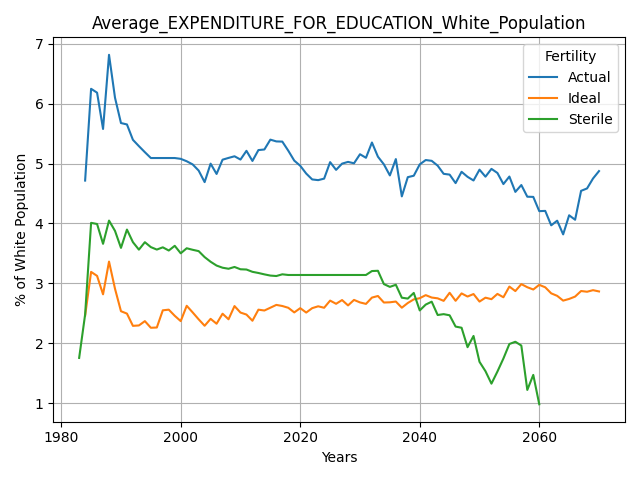 Average_EXPENDITURE_FOR_EDUCATION_White_Population
% of White Population
7
6
5
4
3
2
1
Fertility
Actual
Ideal
Sterile
1980
2000
2020
2040
2060
Years